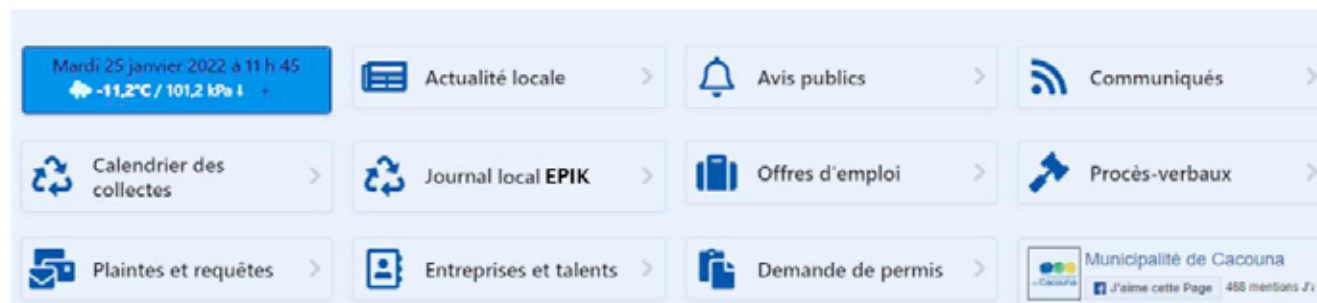 Mardi 25 janvier 2022 à 11 h 45
-11,2°C / 101,2 kPa ↓
Actualité locale
Avis publics
Communiqués
Calendrier des
collectes
Journal local EPIK
Offres d'emploi
Procès-verbaux
Plaintes et requêtes
Entreprises et talents
Demande de permis
Cacouna
Municipalité de Cacouna
J'aime cette Page
468 mentions J'